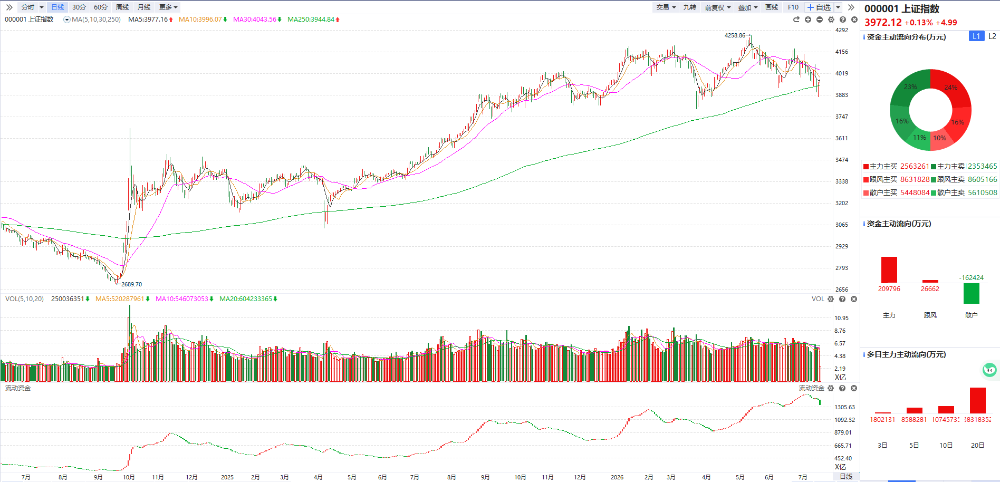 分时 日线 30分 60分 周线 月线 更多 交易 九转 前复权 叠加 画线 F10 自选
000001 上证指数 MA(5,10,30,250) MA5:3977.16 MA10:3996.07 MA30:4043.56 MA250:3944.84
4292
4258.86
4156
4019
3883
3747
3611
3474
3338
3202
3065
2929
2793
2689.70
2656
VOL(5,10,20) 250036351 MA5:520287961 MA10:546073053 MA20:604233365 VOL
10.95
8.76
6.57
4.38
2.19
X亿
流动资金 流动资金
1305.63
1092.32
879.01
665.71
452.40
X亿
7月 8月 9月 10月 11月 12月 2025 2月 3月 4月 5月 6月 7月 8月 9月 10月 11月 12月 2026 2月 3月 4月 5月 6月 7月 日线
000001 上证指数
3972.12 +0.13% +4.99
资金主动流向分布(万元) L1 L2
23% 24%
16% 16%
11% 10%
主力主买 2563261 主力主卖 2353465
跟风主买 8631828 跟风主卖 8605166
散户主买 5448084 散户主卖 5610508
资金主动流向(万元)
-162424
209796 26662
主力 跟风 散户
多日主力主动流向(万元)
1802131 8588281 10745735 38318352
3日 5日 10日 20日